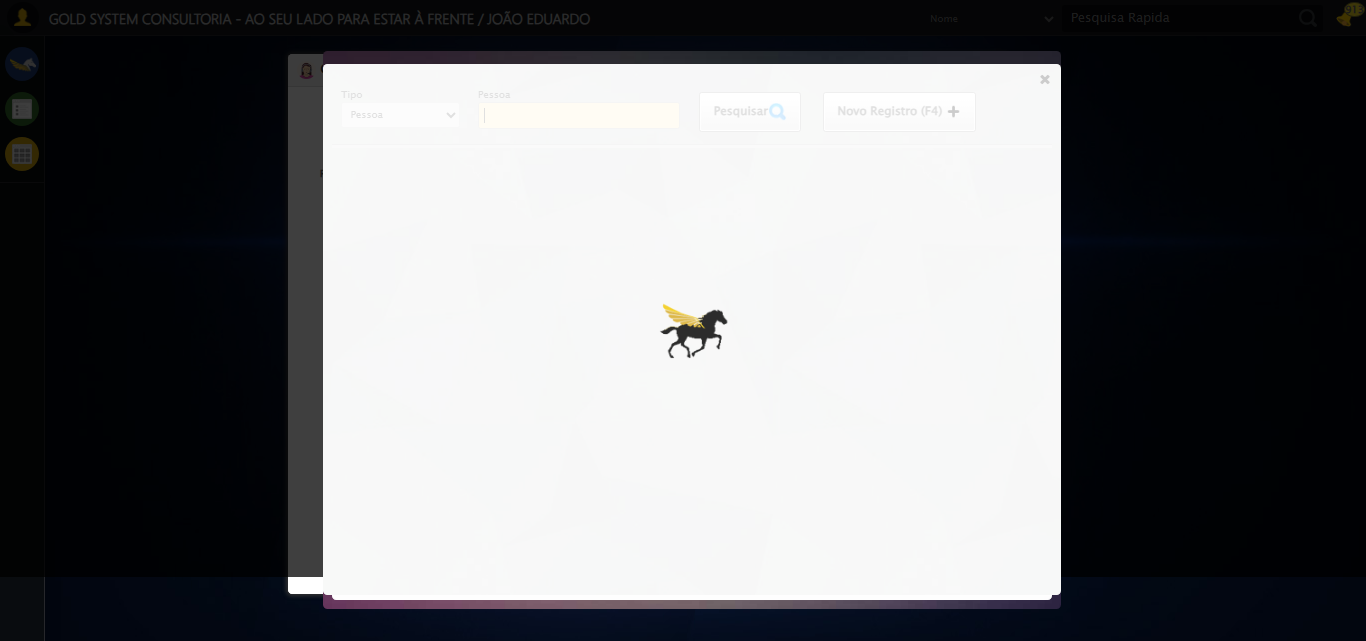 GOLD SYSTEM CONSULTORIA - AO SEU LADO PARA ESTAR À FRENTE / JOÃO EDUARDO
Nome
Pesquisa Rapida
Tipo
Pessoa
Pessoa
Pesquisar
Novo Registro (F4)